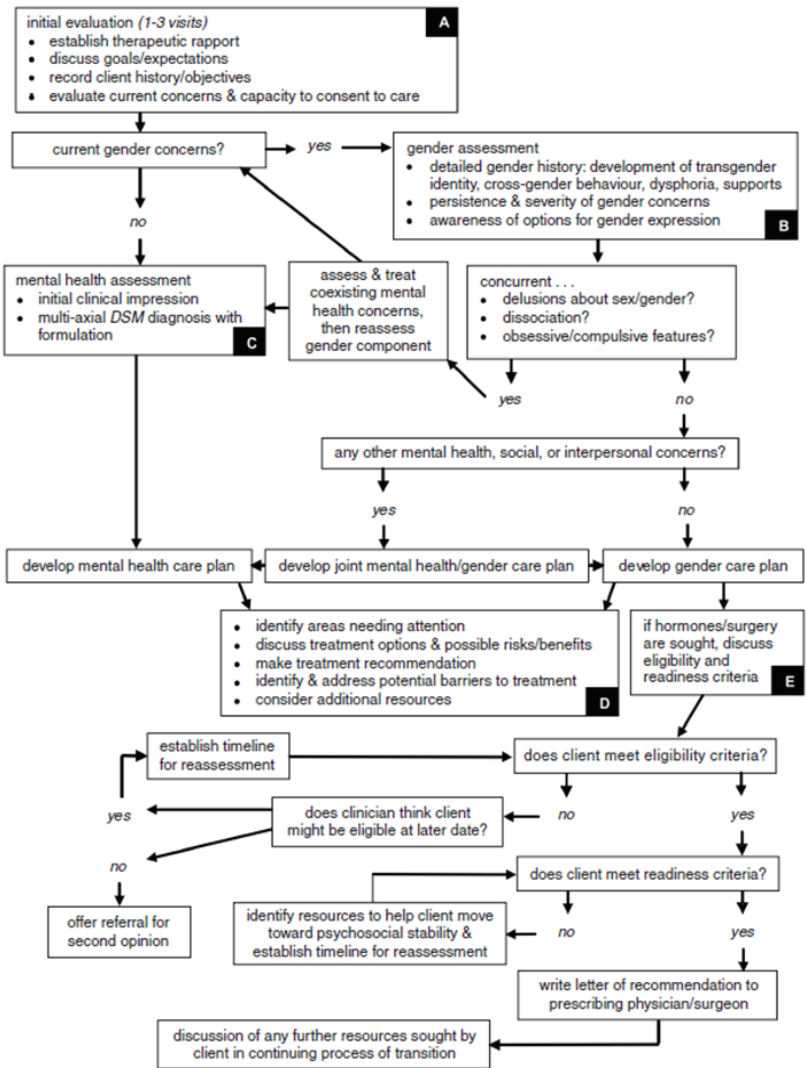 A
initial evaluation (1-3 visits)
• establish therapeutic rapport
• discuss goals/expectations
• record client history/objectives
• evaluate current concerns & capacity to consent to care
current gender concerns?
yes
gender assessment
• detailed gender history: development of transgender
identity, cross-gender behaviour, dysphoria, supports
• persistence & severity of gender concerns
• awareness of options for gender expression
B
no
mental health assessment
• initial clinical impression
• multi-axial DSM diagnosis with
formulation
C
assess & treat
coexisting mental
health concerns,
then reassess
gender component
concurrent . . .
• delusions about sex/gender?
• dissociation?
• obsessive/compulsive features?
yes
no
any other mental health, social, or interpersonal concerns?
yes
no
develop mental health care plan
develop joint mental health/gender care plan
develop gender care plan
• identify areas needing attention
• discuss treatment options & possible risks/benefits
• make treatment recommendation
• identify & address potential barriers to treatment
• consider additional resources
D
if hormones/surgery
are sought, discuss
eligibility and
readiness criteria
E
establish timeline
for reassessment
does client meet eligibility criteria?
yes
does clinician think client
might be eligible at later date?
no
yes
no
does client meet readiness criteria?
offer referral for
second opinion
identify resources to help client move
toward psychosocial stability &
establish timeline for reassessment
no
yes
write letter of recommendation to
prescribing physician/surgeon
discussion of any further resources sought by
client in continuing process of transition